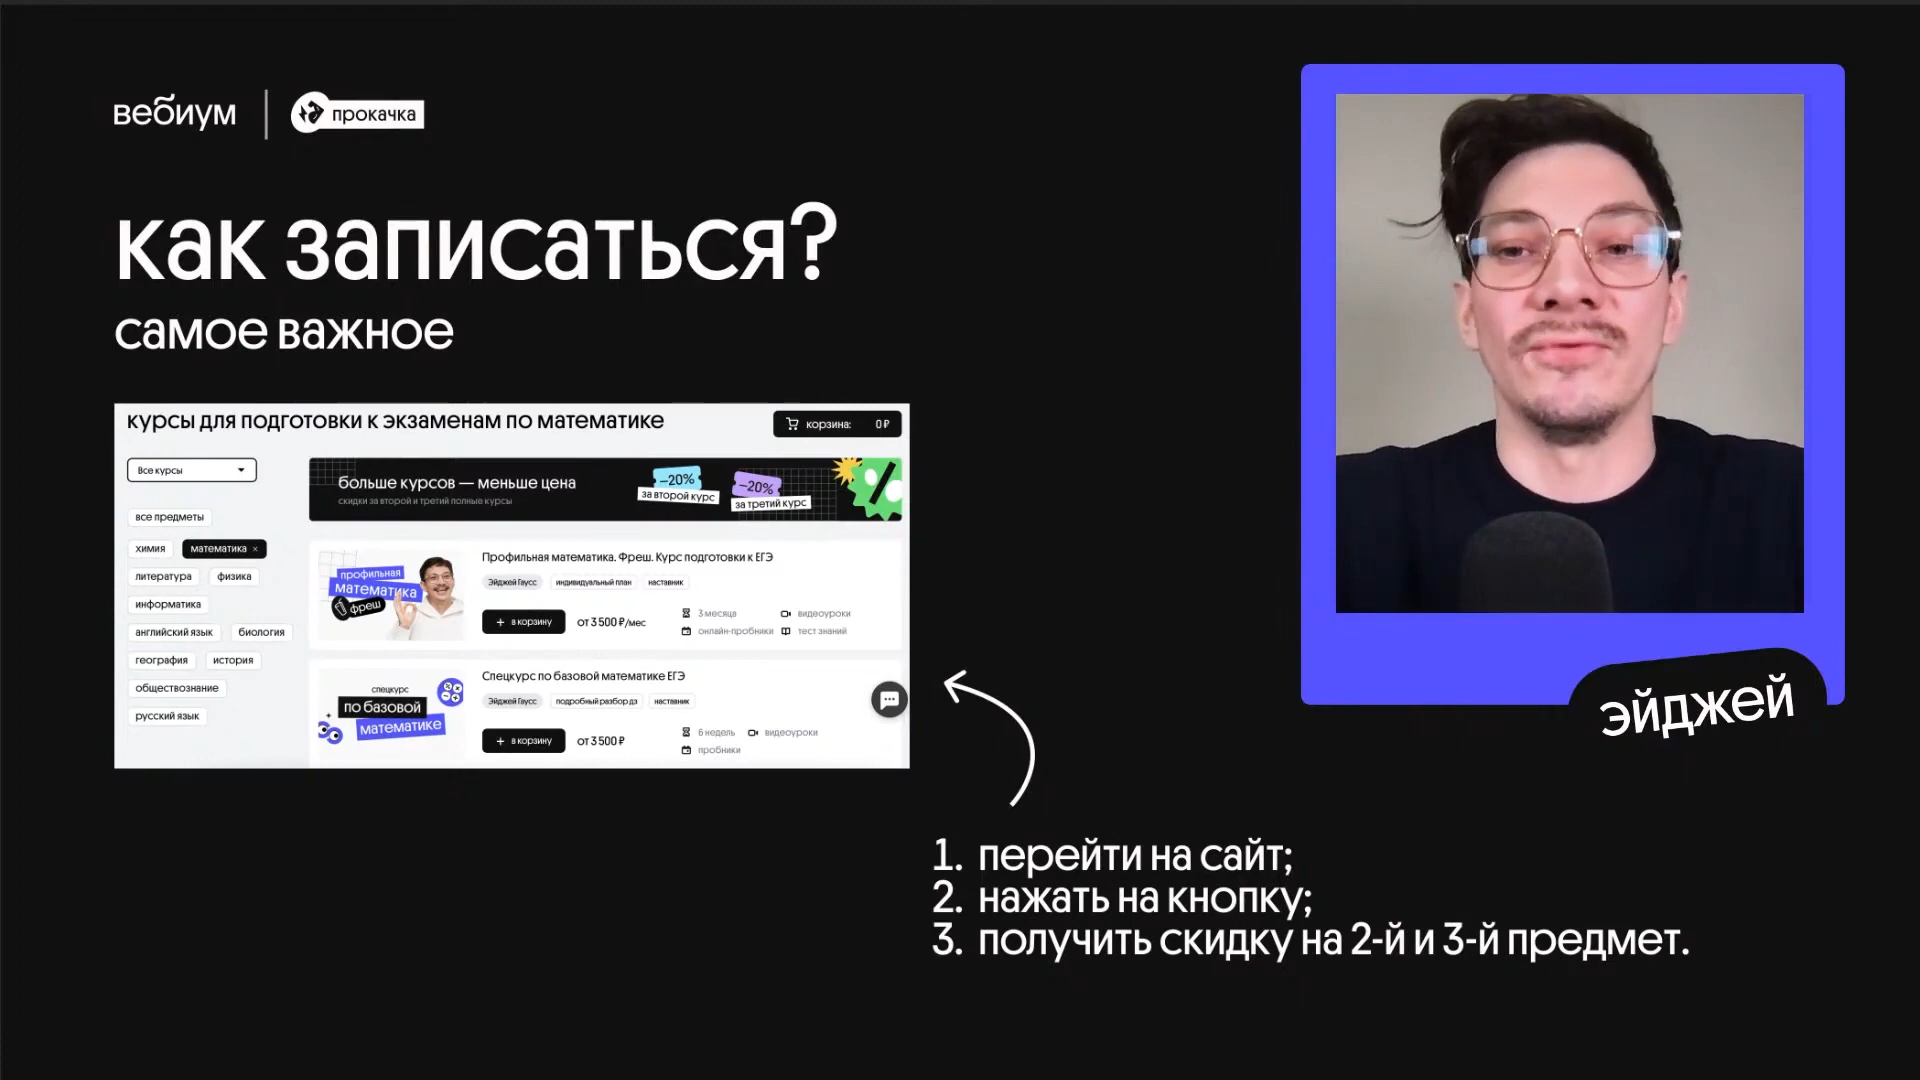 вебиум
прокачка
как записаться?
самое важное
курсы для подготовки к экзаменам по математике
корзина: 0 ₽
Все курсы
больше курсов — меньше цена
скидки за второй и третий полные курсы
–20%
за второй курс
–20%
за третий курс
все предметы
химия
математика ×
литература
физика
информатика
английский язык
биология
география
история
обществознание
русский язык
профильная
математика
фреш
Профильная математика. Фреш. Курс подготовки к ЕГЭ
Эйджей Гаусс
индивидуальный план
наставник
+ в корзину
от 3 500 ₽/мес
3 месяца
видеоуроки
онлайн-пробники
тест знаний
спецкурс
по базовой
математике
Спецкурс по базовой математике ЕГЭ
Эйджей Гаусс
подробный разбор дз
наставник
+ в корзину
от 3 500 ₽
6 недель
видеоуроки
пробники
эйджей
1. перейти на сайт;
2. нажать на кнопку;
3. получить скидку на 2-й и 3-й предмет.